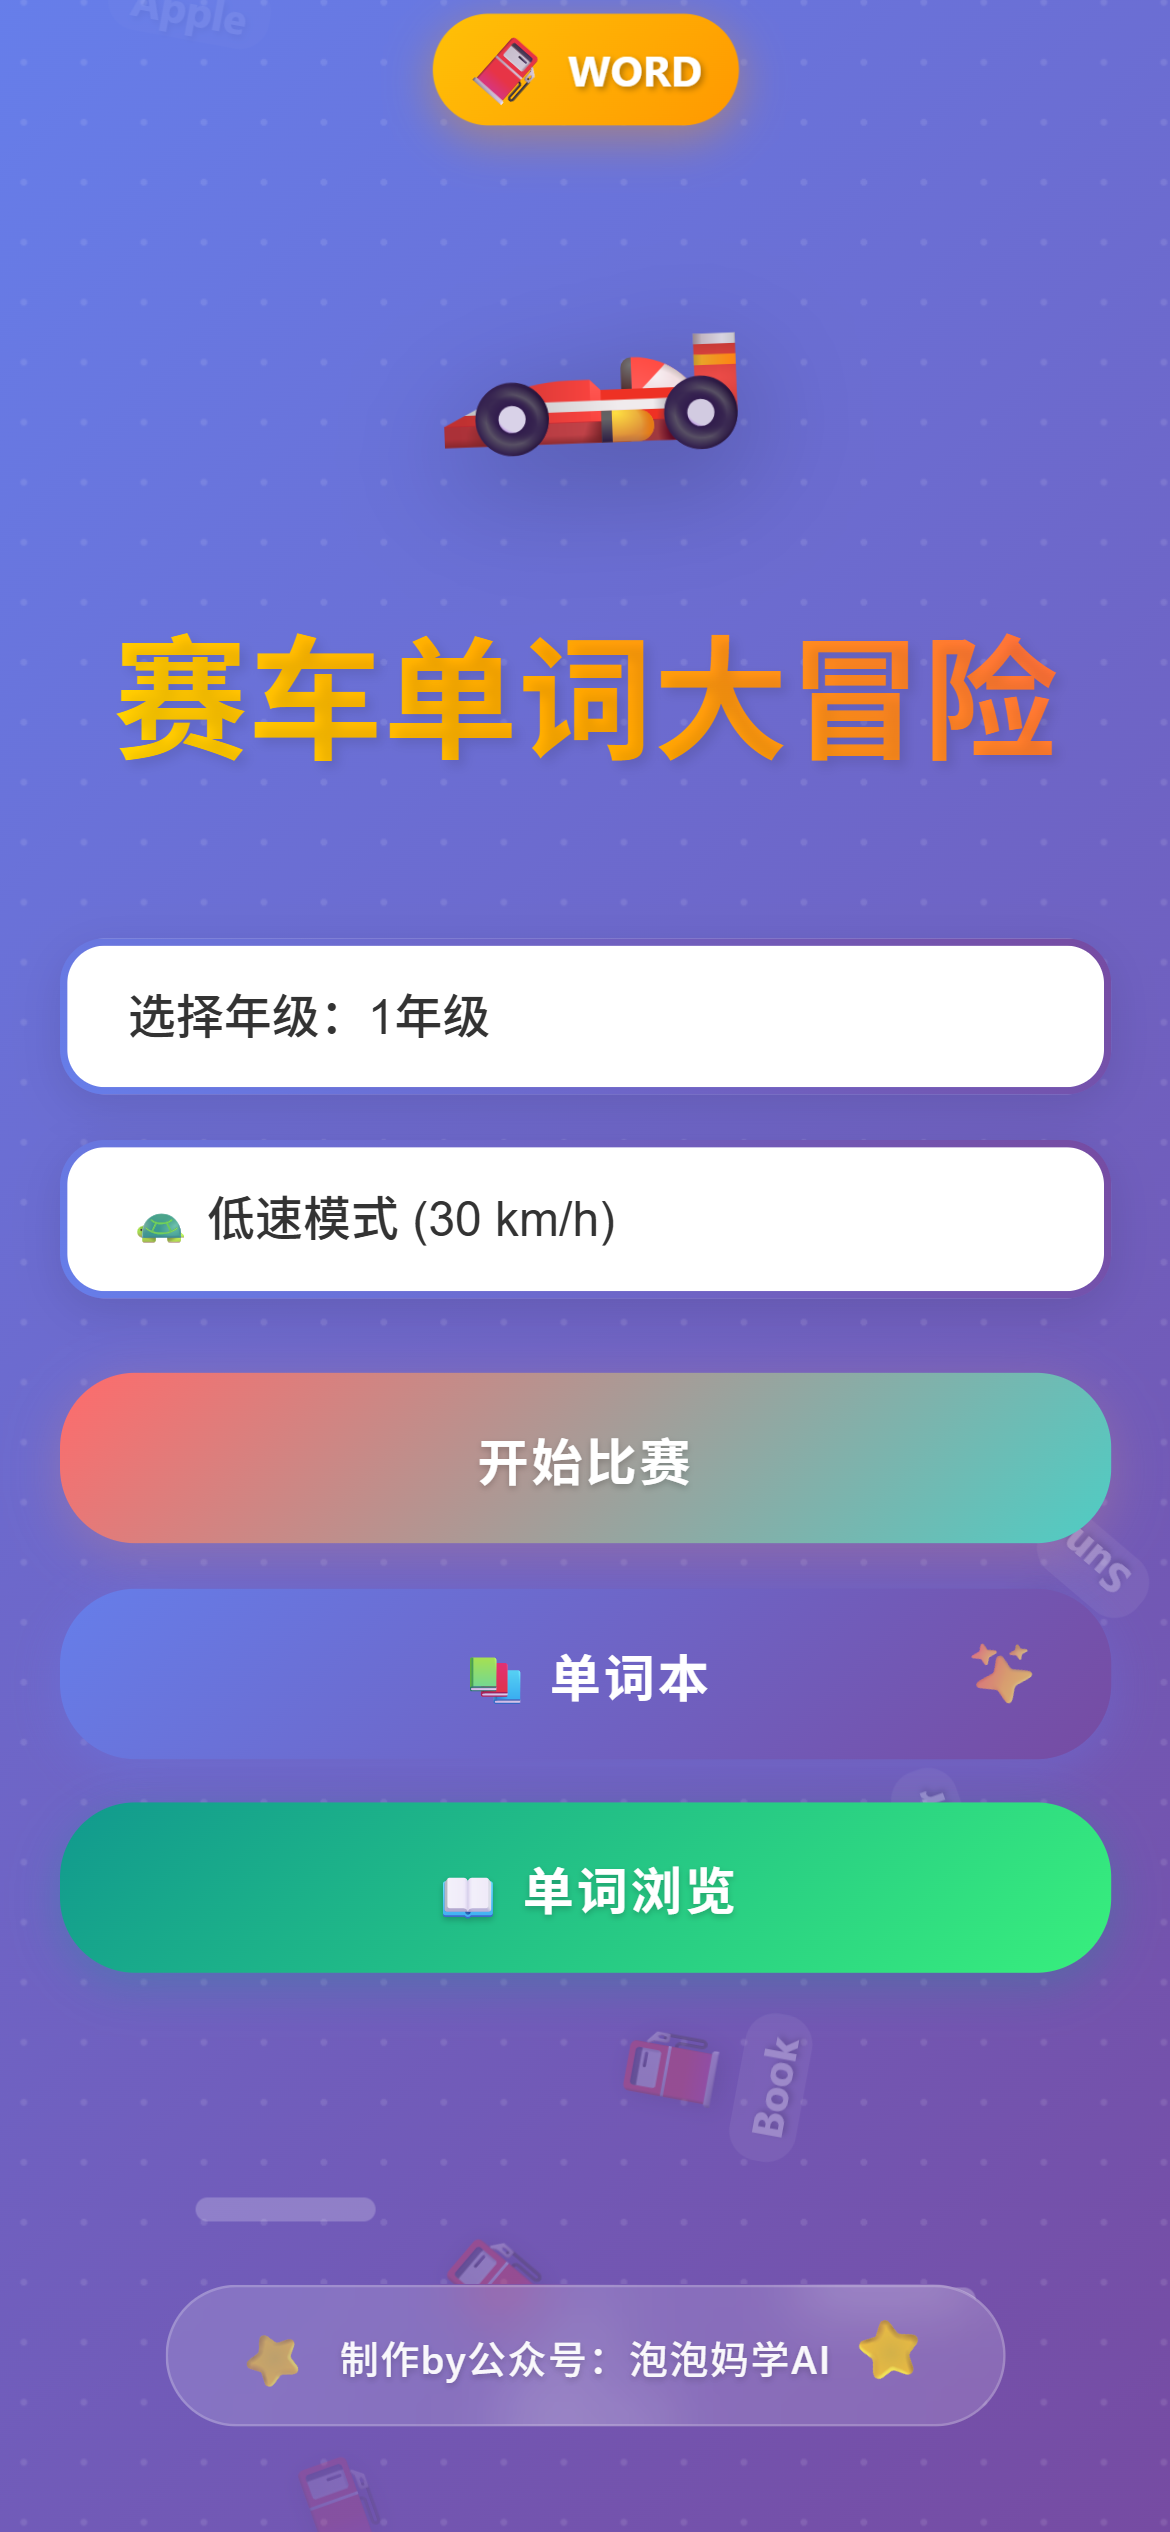 Apple
WORD
赛车单词大冒险
选择年级：1年级
低速模式 (30 km/h)
开始比赛
Sun
单词本
单词浏览
Book
制作by公众号：泡泡妈学AI